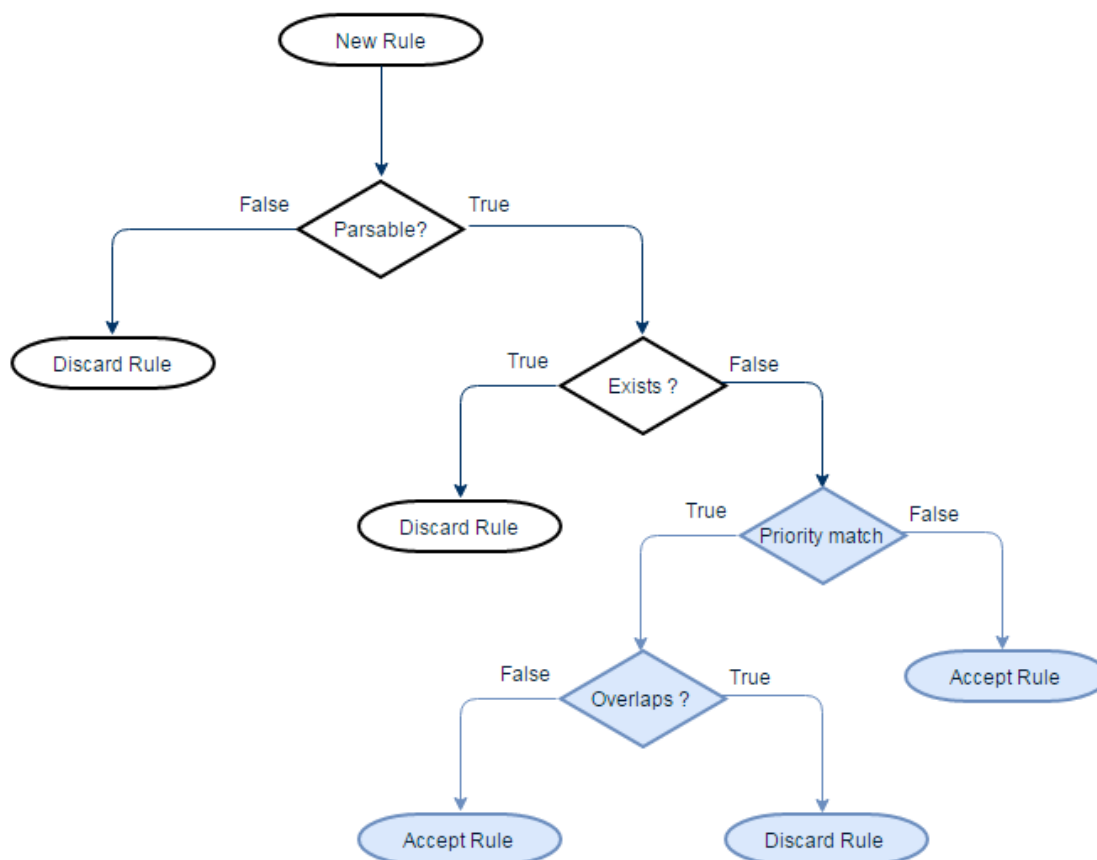 New Rule
False
True
Parsable?
Discard Rule
True
False
Exists ?
Discard Rule
True
False
Priority match
False
True
Accept Rule
Overlaps ?
Accept Rule
Discard Rule